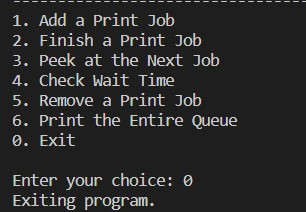 1. Add a Print Job
2. Finish a Print Job
3. Peek at the Next Job
4. Check Wait Time
5. Remove a Print Job
6. Print the Entire Queue
0. Exit

Enter your choice: 0
Exiting program.